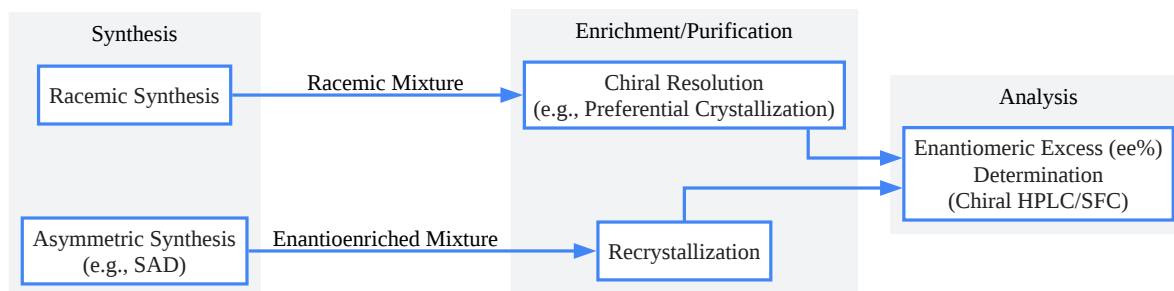 Synthesis
Racemic Synthesis
Asymmetric Synthesis
(e.g., SAD)
Racemic Mixture
Enantioenriched Mixture
Enrichment/Purification
Chiral Resolution
(e.g., Preferential Crystallization)
Recrystallization
Analysis
Enantiomeric Excess (ee%)
Determination
(Chiral HPLC/SFC)